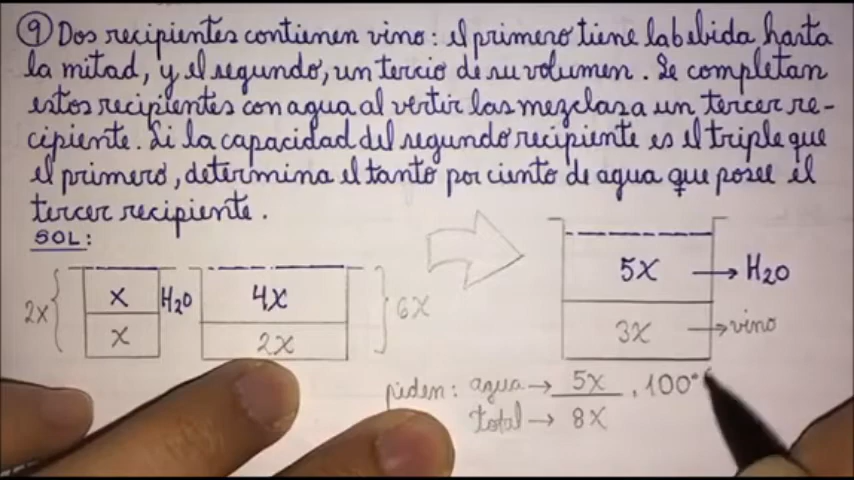 9 Dos recipientes contienen vino: el primero tiene la bebida hasta
la mitad, y el segundo, un tercio de su volumen. Se completan
estos recipientes con agua al vertir las mezclas a un tercer re-
cipiente. Si la capacidad del segundo recipiente es el triple que
el primero, determina el tanto por ciento de agua que posee el
tercer recipiente.
SOL:
2x x H2O 4x 6x
x 2x
5x → H2O
3x → vino
piden: agua → 5x . 100%
total → 8x